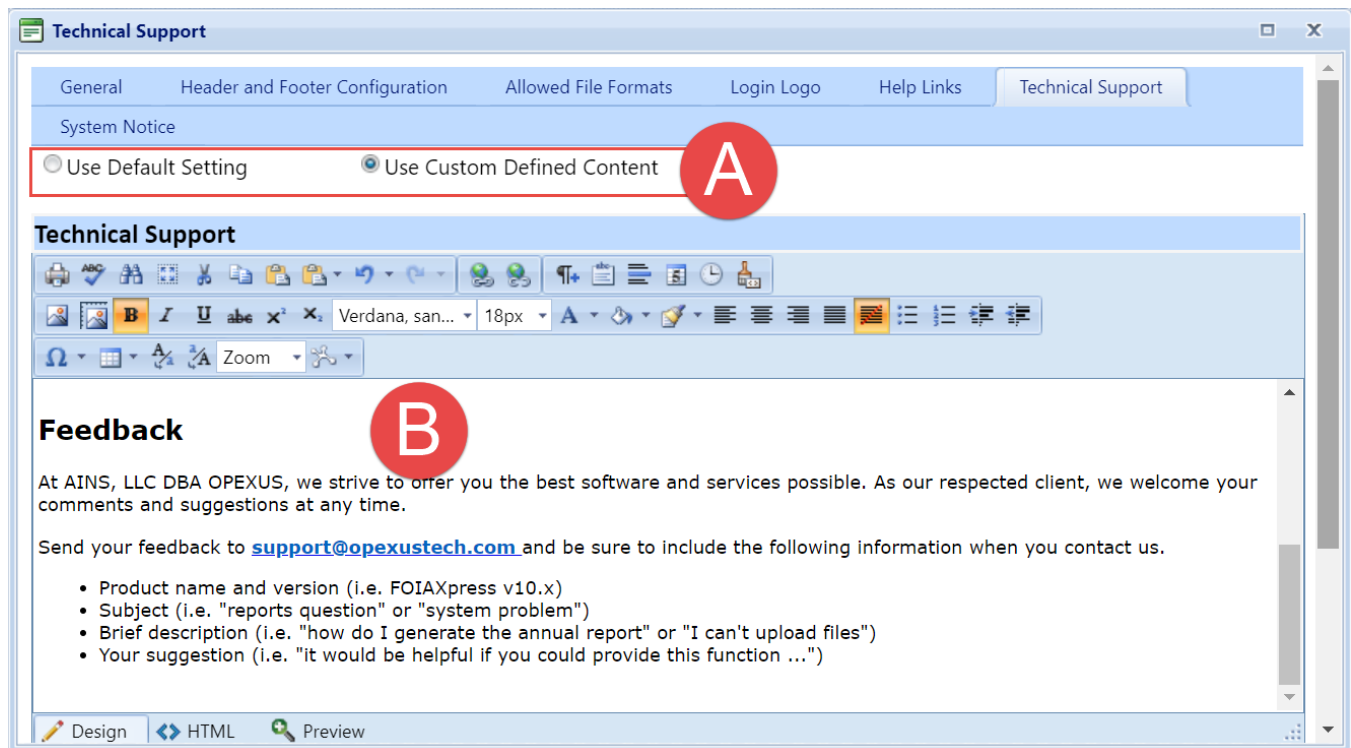 Technical Support
General Header and Footer Configuration Allowed File Formats Login Logo Help Links Technical Support
System Notice
Use Default Setting Use Custom Defined Content A
Technical Support
ABC abc 5
B I U abc x² x₂ Verdana, san... 18px A
Ω A a a A Zoom
Feedback
B
At AINS, LLC DBA OPEXUS, we strive to offer you the best software and services possible. As our respected client, we welcome your
comments and suggestions at any time.
Send your feedback to support@opexustech.com and be sure to include the following information when you contact us.
• Product name and version (i.e. FOIAXpress v10.x)
• Subject (i.e. "reports question" or "system problem")
• Brief description (i.e. "how do I generate the annual report" or "I can't upload files")
• Your suggestion (i.e. "it would be helpful if you could provide this function ...")
Design HTML Preview